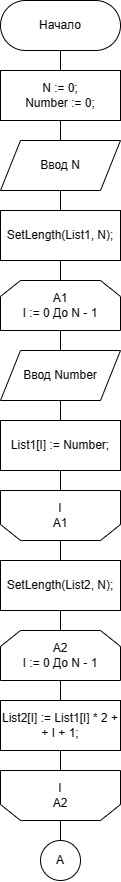 Начало
N := 0;
Number := 0;
Ввод N
SetLength(List1, N);
A1
I := 0 До N - 1
Ввод Number
List1[I] := Number;
I
A1
SetLength(List2, N);
A2
I := 0 До N - 1
List2[I] := List1[I] * 2 +
+ I + 1;
I
A2
A